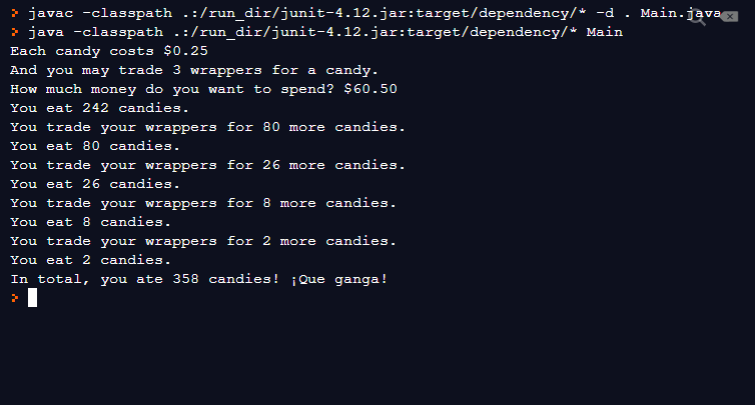 > javac -classpath .:/run_dir/junit-4.12.jar:target/dependency/* -d . Main.java
> java -classpath .:/run_dir/junit-4.12.jar:target/dependency/* Main
Each candy costs $0.25
And you may trade 3 wrappers for a candy.
How much money do you want to spend? $60.50
You eat 242 candies.
You trade your wrappers for 80 more candies.
You eat 80 candies.
You trade your wrappers for 26 more candies.
You eat 26 candies.
You trade your wrappers for 8 more candies.
You eat 8 candies.
You trade your wrappers for 2 more candies.
You eat 2 candies.
In total, you ate 358 candies! ¡Que ganga!
>